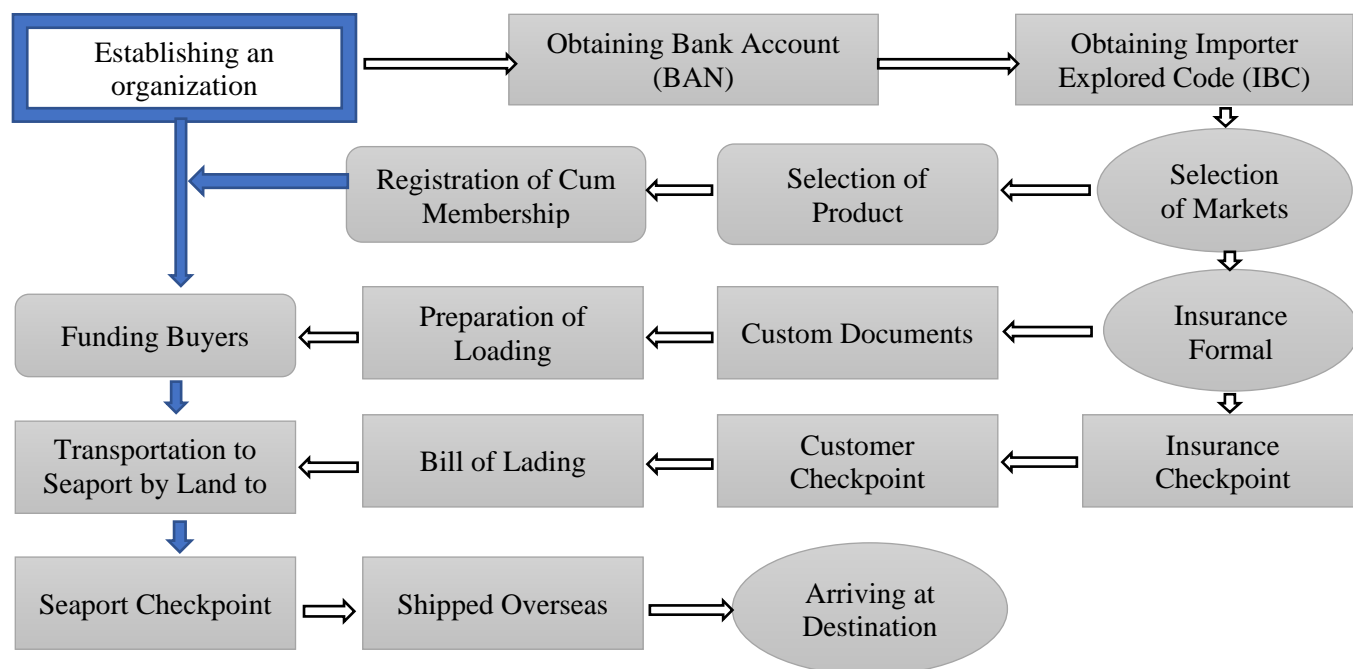 Establishing an
organization
Obtaining Bank Account
(BAN)
Obtaining Importer
Explored Code (IBC)
Registration of Cum
Membership
Selection of
Product
Selection
of Markets
Funding Buyers
Preparation of
Loading
Custom Documents
Insurance
Formal
Transportation to
Seaport by Land to
Bill of Lading
Customer
Checkpoint
Insurance
Checkpoint
Seaport Checkpoint
Shipped Overseas
Arriving at
Destination